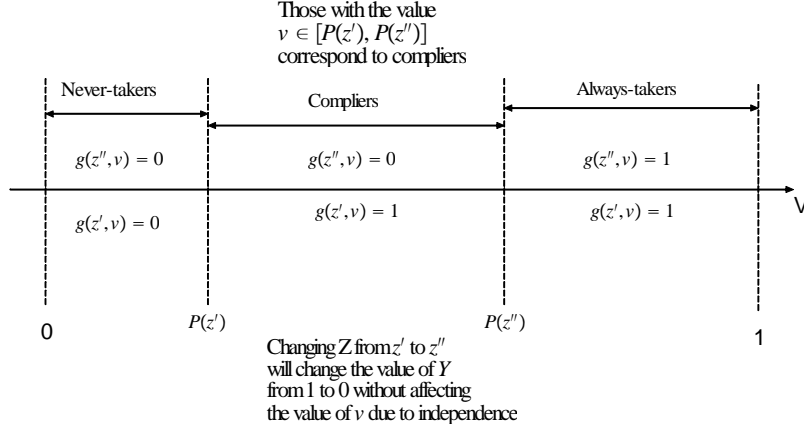 Those with the value
v ∈ [P(z′), P(z″)]
correspond to compliers
Never-takers
Compliers
Always-takers
g(z″,v) = 0
g(z″,v) = 0
g(z″,v) = 1
V
g(z′,v) = 0
g(z′,v) = 1
g(z′,v) = 1
0
P(z′)
P(z″)
1
Changing Z from z′ to z″
will change the value of Y
from 1 to 0 without affecting
the value of v due to independence